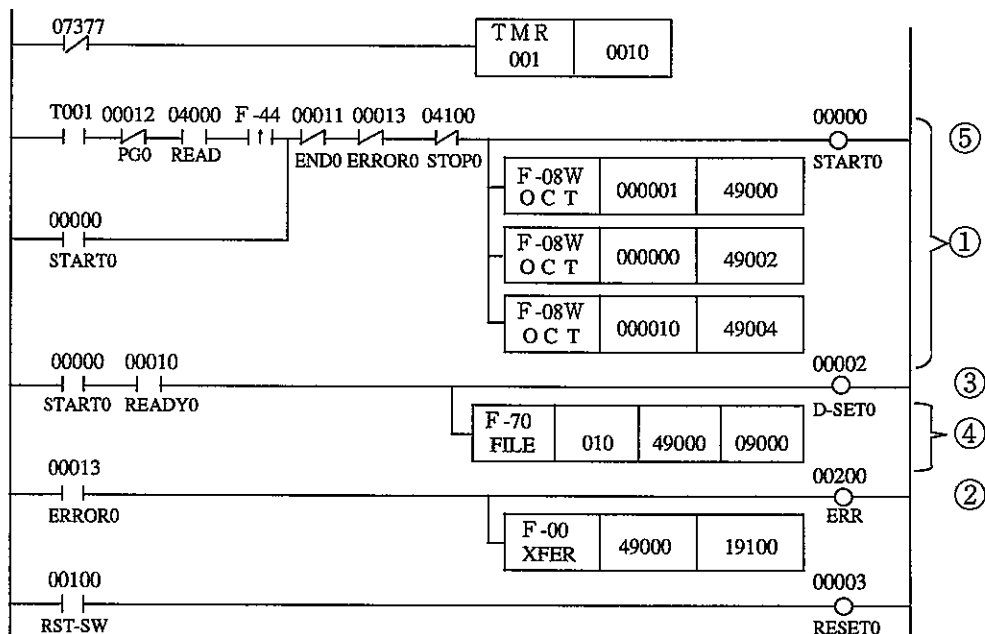 07377
TMR
001
0010
T001 00012 04000 F-44 00011 00013 04100
00000
PG0 READ
END0 ERROR0 STOP0
START0
⑤
F-08W
OCT
000001
49000
00000
START0
F-08W
OCT
000000
49002
①
F-08W
OCT
000010
49004
00000 00010
00002
START0 READY0
D-SET0
③
F-70
FILE
010
49000
09000
④
00013
00200
ERROR0
ERR
②
F-00
XFER
49000
19100
00100
00003
RST-SW
RESET0